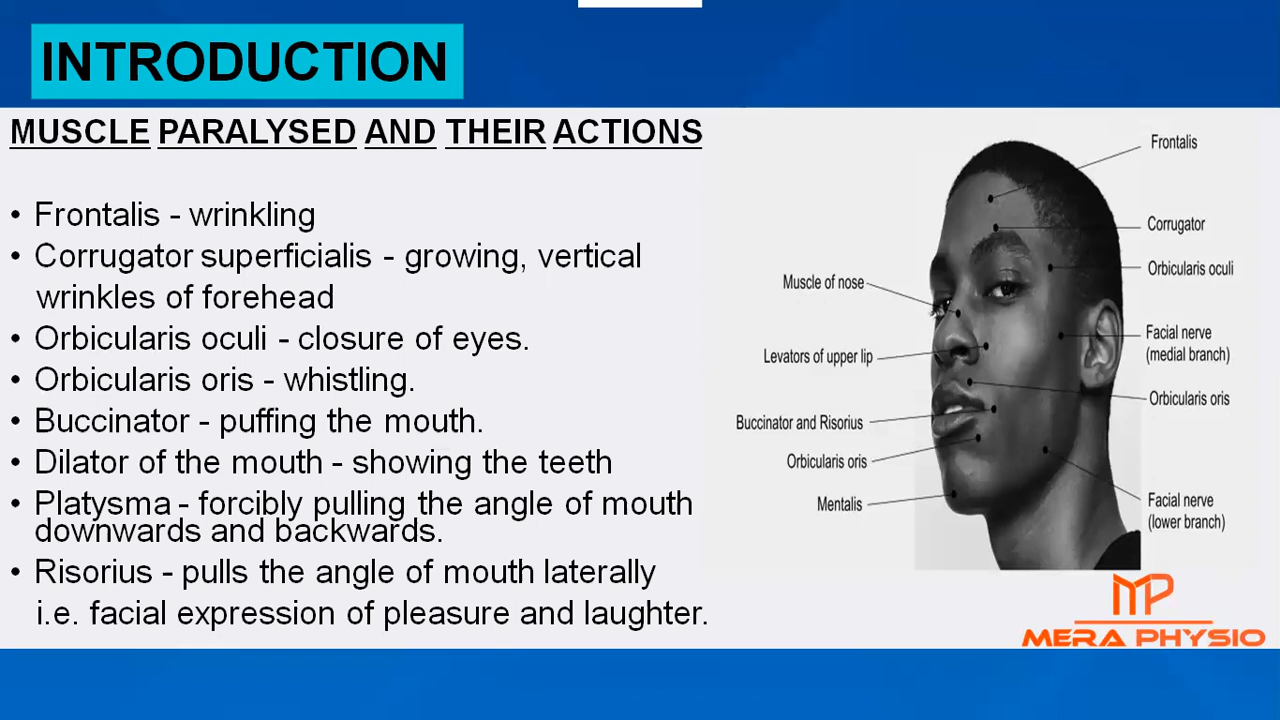 INTRODUCTION
MUSCLE PARALYSED AND THEIR ACTIONS
• Frontalis - wrinkling
• Corrugator superficialis - growing, vertical
wrinkles of forehead
• Orbicularis oculi - closure of eyes.
• Orbicularis oris - whistling.
• Buccinator - puffing the mouth.
• Dilator of the mouth - showing the teeth
• Platysma - forcibly pulling the angle of mouth
downwards and backwards.
• Risorius - pulls the angle of mouth laterally
i.e. facial expression of pleasure and laughter.
Muscle of nose
Levators of upper lip
Buccinator and Risorius
Orbicularis oris
Mentalis
Frontalis
Corrugator
Orbicularis oculi
Facial nerve
(medial branch)
Orbicularis oris
Facial nerve
(lower branch)
MP
MERA PHYSIO